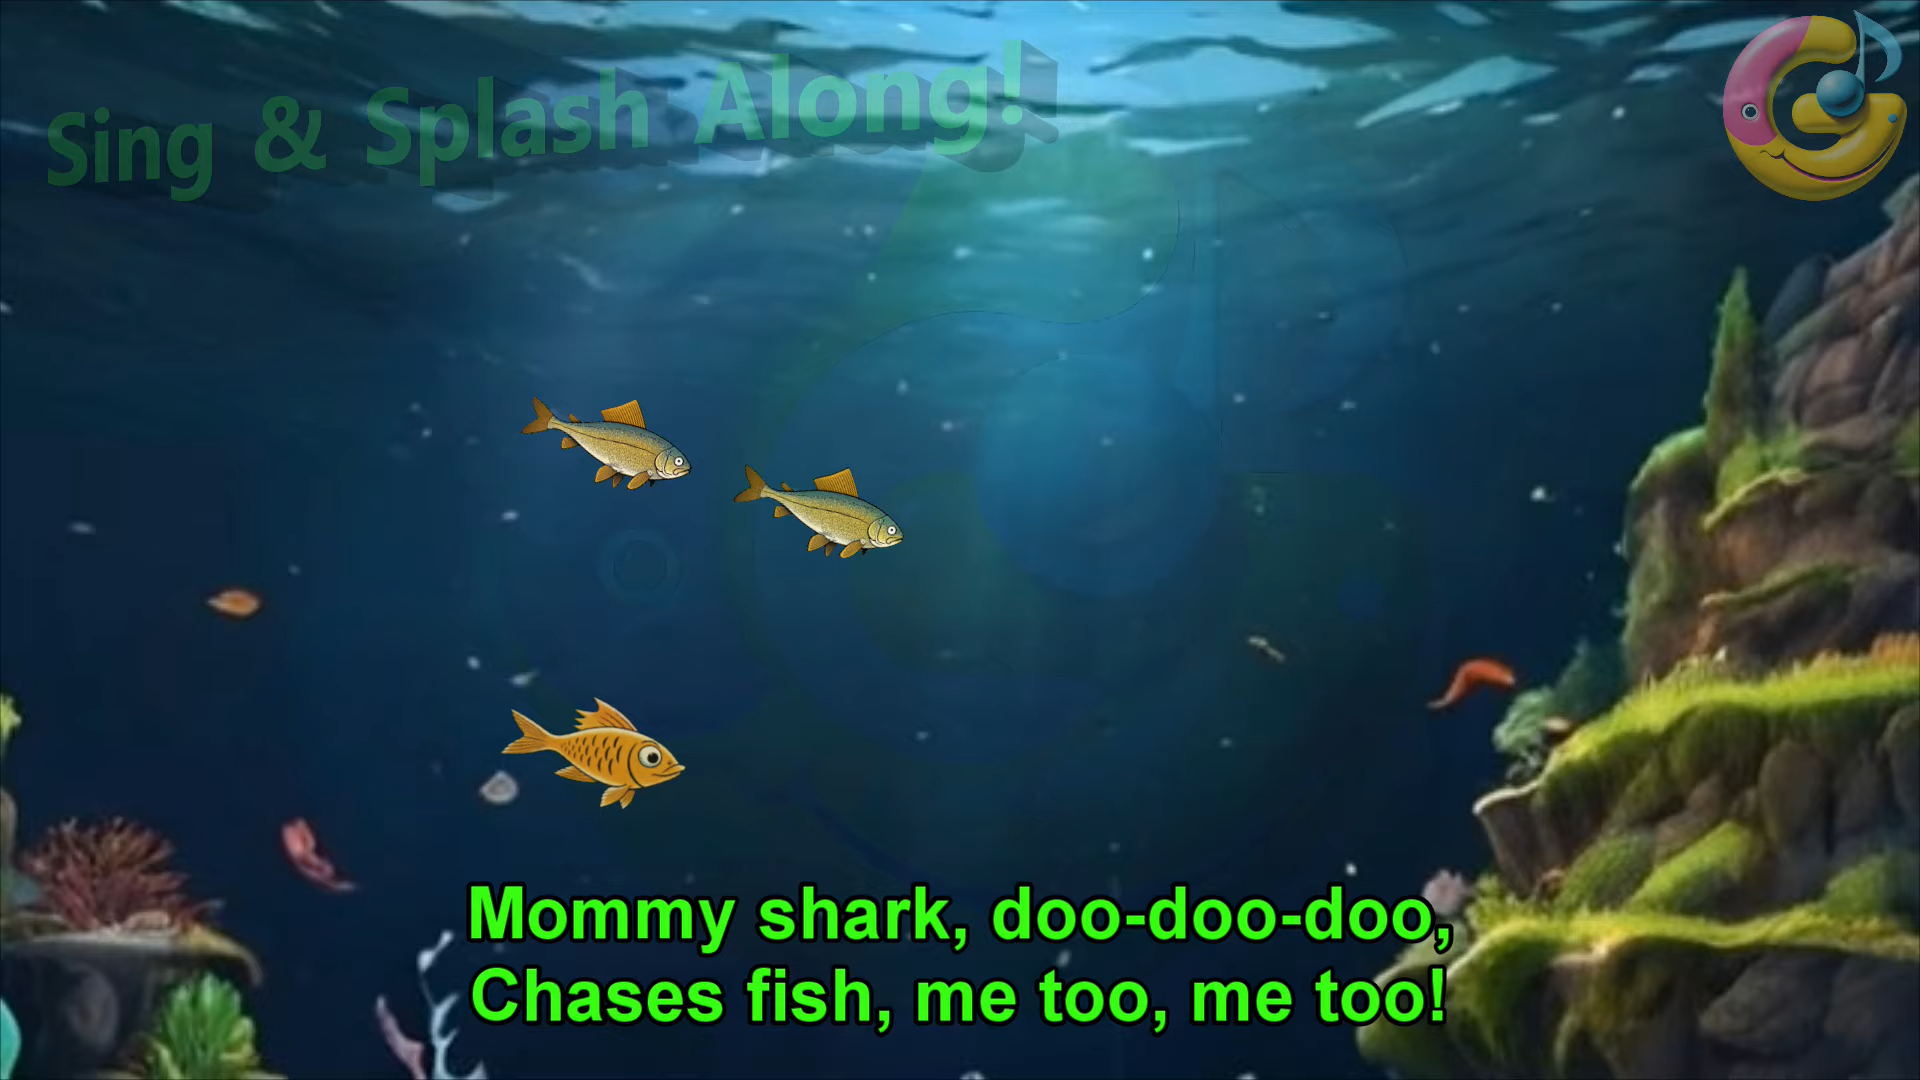 Sing & Splash Along!
Mommy shark, doo-doo-doo,
Chases fish, me too, me too!